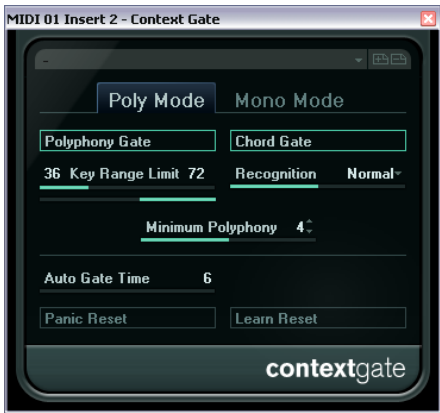 MIDI 01 Insert 2 - Context Gate
-
Poly Mode Mono Mode
Polyphony Gate Chord Gate
36 Key Range Limit 72 Recognition Normal
Minimum Polyphony 4
Auto Gate Time 6
Panic Reset Learn Reset
contextgate